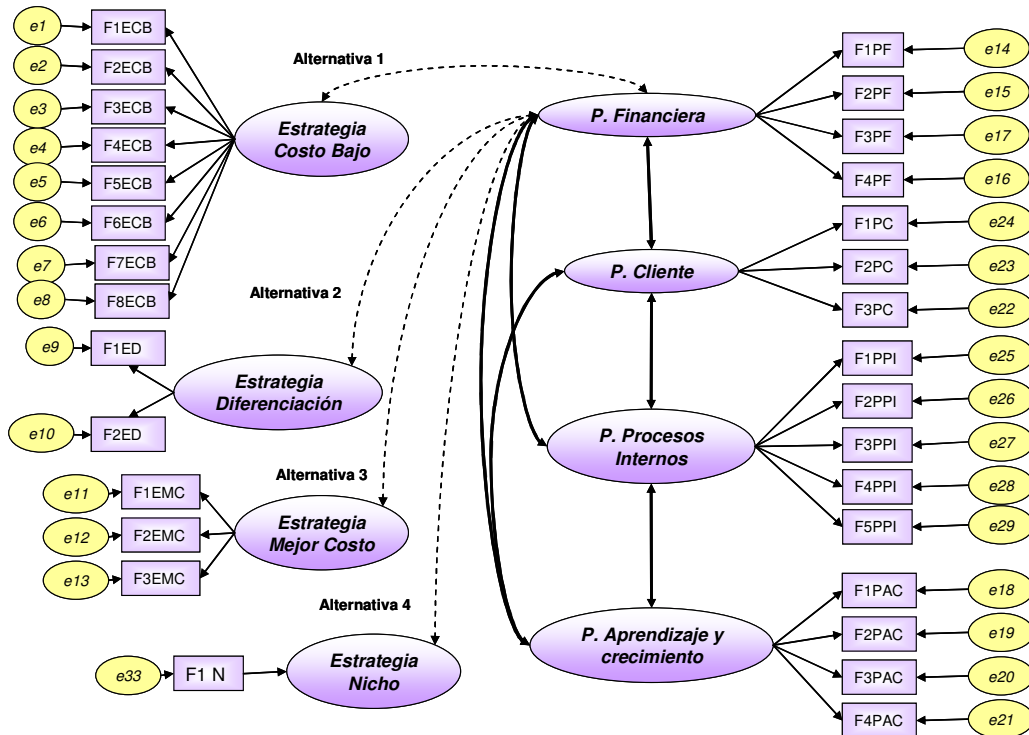 e1
F1ECB
e2
F2ECB
e3
F3ECB
e4
F4ECB
e5
F5ECB
e6
F6ECB
e7
F7ECB
e8
F8ECB
Alternativa 1
Estrategia
Costo Bajo
Alternativa 2
e9
F1ED
e10
F2ED
Estrategia
Diferenciación
Alternativa 3
e11
F1EMC
e12
F2EMC
e13
F3EMC
Estrategia
Mejor Costo
Alternativa 4
e33
F1 N
Estrategia
Nicho
P. Financiera
F1PF
e14
F2PF
e15
F3PF
e17
F4PF
e16
P. Cliente
F1PC
e24
F2PC
e23
F3PC
e22
P. Procesos
Internos
F1PPI
e25
F2PPI
e26
F3PPI
e27
F4PPI
e28
F5PPI
e29
P. Aprendizaje y
crecimiento
F1PAC
e18
F2PAC
e19
F3PAC
e20
F4PAC
e21